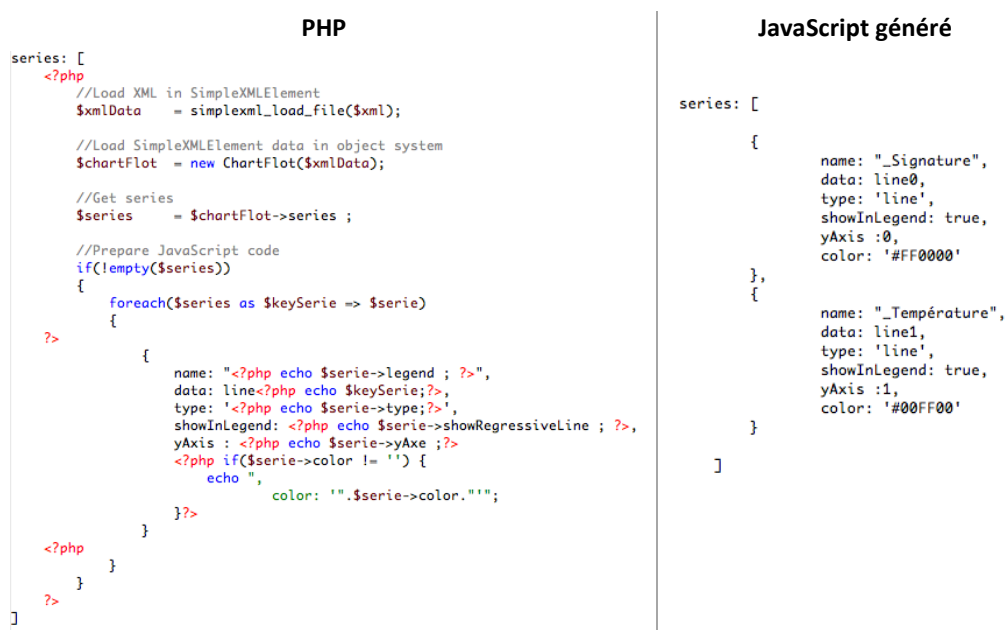 PHP
series: [
<?php
//Load XML in SimpleXMLElement
$xmlData = simplexml_load_file($xml);
//Load SimpleXMLElement data in object system
$chartFlot = new ChartFlot($xmlData);
//Get series
$series = $chartFlot->series ;
//Prepare JavaScript code
if(!empty($series))
{
foreach($series as $keySerie => $serie)
{
?>
{
name: "<?php echo $serie->legend ; ?>",
data: line<?php echo $keySerie;?>,
type: '<?php echo $serie->type;?>',
showInLegend: <?php echo $serie->showRegressiveLine ; ?>,
yAxis : <?php echo $serie->yAxe ;?>
<?php if($serie->color != '') {
echo ",
color: '".$serie->color."'";
}?>
}
<?php
}
}
?>
]
JavaScript généré
series: [
{
name: "_Signature",
data: line0,
type: 'line',
showInLegend: true,
yAxis :0,
color: '#FF0000'
},
{
name: "_Température",
data: line1,
type: 'line',
showInLegend: true,
yAxis :1,
color: '#00FF00'
}
]